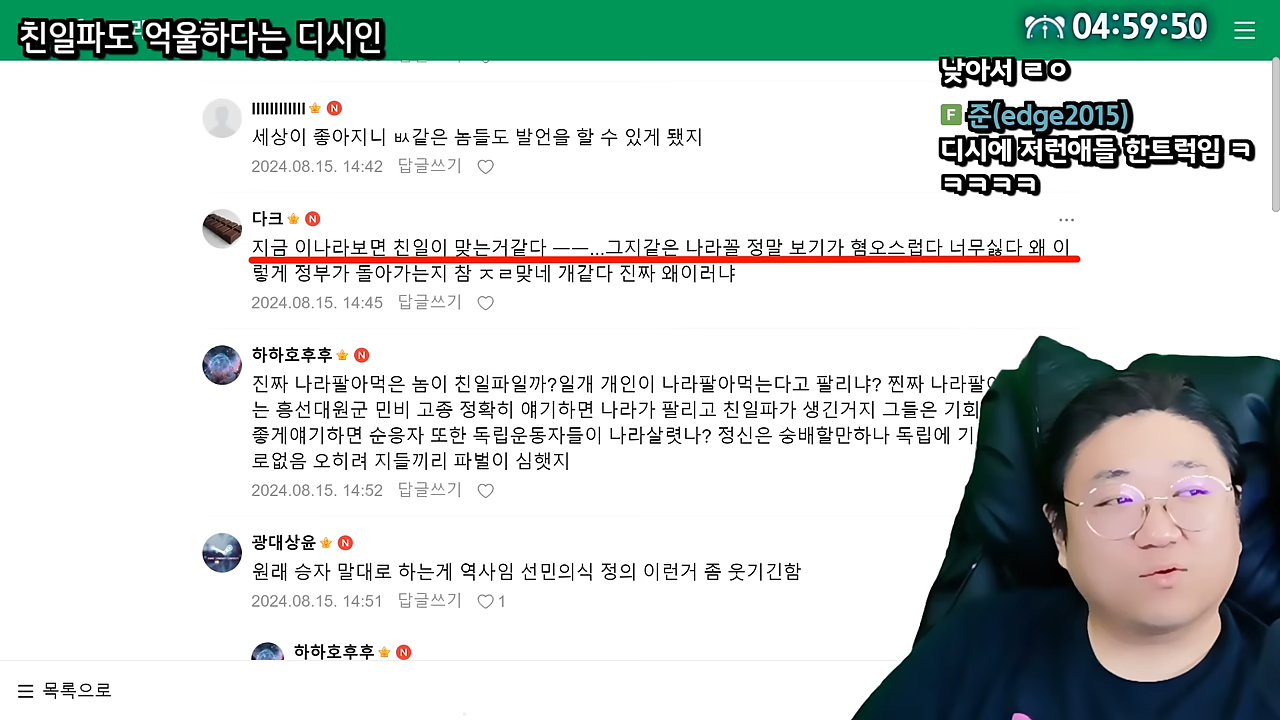 친일파도 억울하다는 디시인
04:59:50
낮아서 ㄹㅇ
F 준(edge2015)
디시에 저런애들 한트럭임 ㅋ
ㅋㅋㅋㅋ
llllllllllll N
세상이 좋아지니 ㅄ같은 놈들도 발언을 할 수 있게 됐지
2024.08.15. 14:42 답글쓰기
다크 N
지금 이나라보면 친일이 맞는거같다 ㅡㅡ...그지같은 나라꼴 정말 보기가 혐오스럽다 너무싫다 왜 이
렇게 정부가 돌아가는지 참 ㅈㄹ맞네 개같다 진짜 왜이러냐
2024.08.15. 14:45 답글쓰기
하하호후후 N
진짜 나라팔아먹은 놈이 친일파일까?일개 개인이 나라팔아먹는다고 팔리냐? 찐짜 나라팔아
는 흥선대원군 민비 고종 정확히 얘기하면 나라가 팔리고 친일파가 생긴거지 그들은 기회
좋게얘기하면 순응자 또한 독립운동자들이 나라살렷나? 정신은 숭배할만하나 독립에 기
로없음 오히려 지들끼리 파벌이 심햇지
2024.08.15. 14:52 답글쓰기
광대상윤 N
원래 승자 말대로 하는게 역사임 선민의식 정의 이런거 좀 웃기긴함
2024.08.15. 14:51 답글쓰기 1
하하호후후 N
목록으로